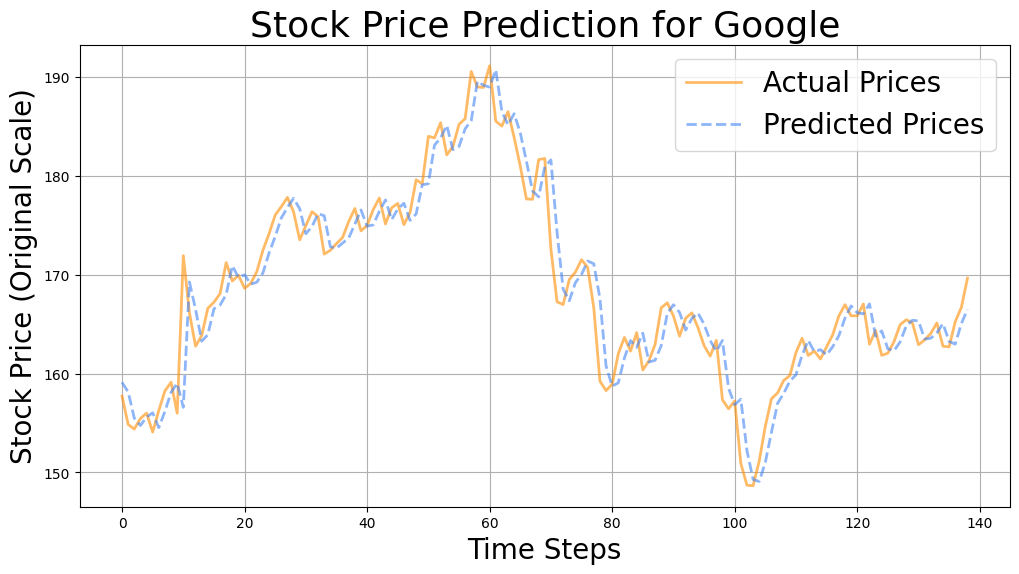 Stock Price Prediction for Google
Actual Prices
Predicted Prices
Stock Price (Original Scale)
190
180
170
160
150
0 20 40 60 80 100 120 140
Time Steps